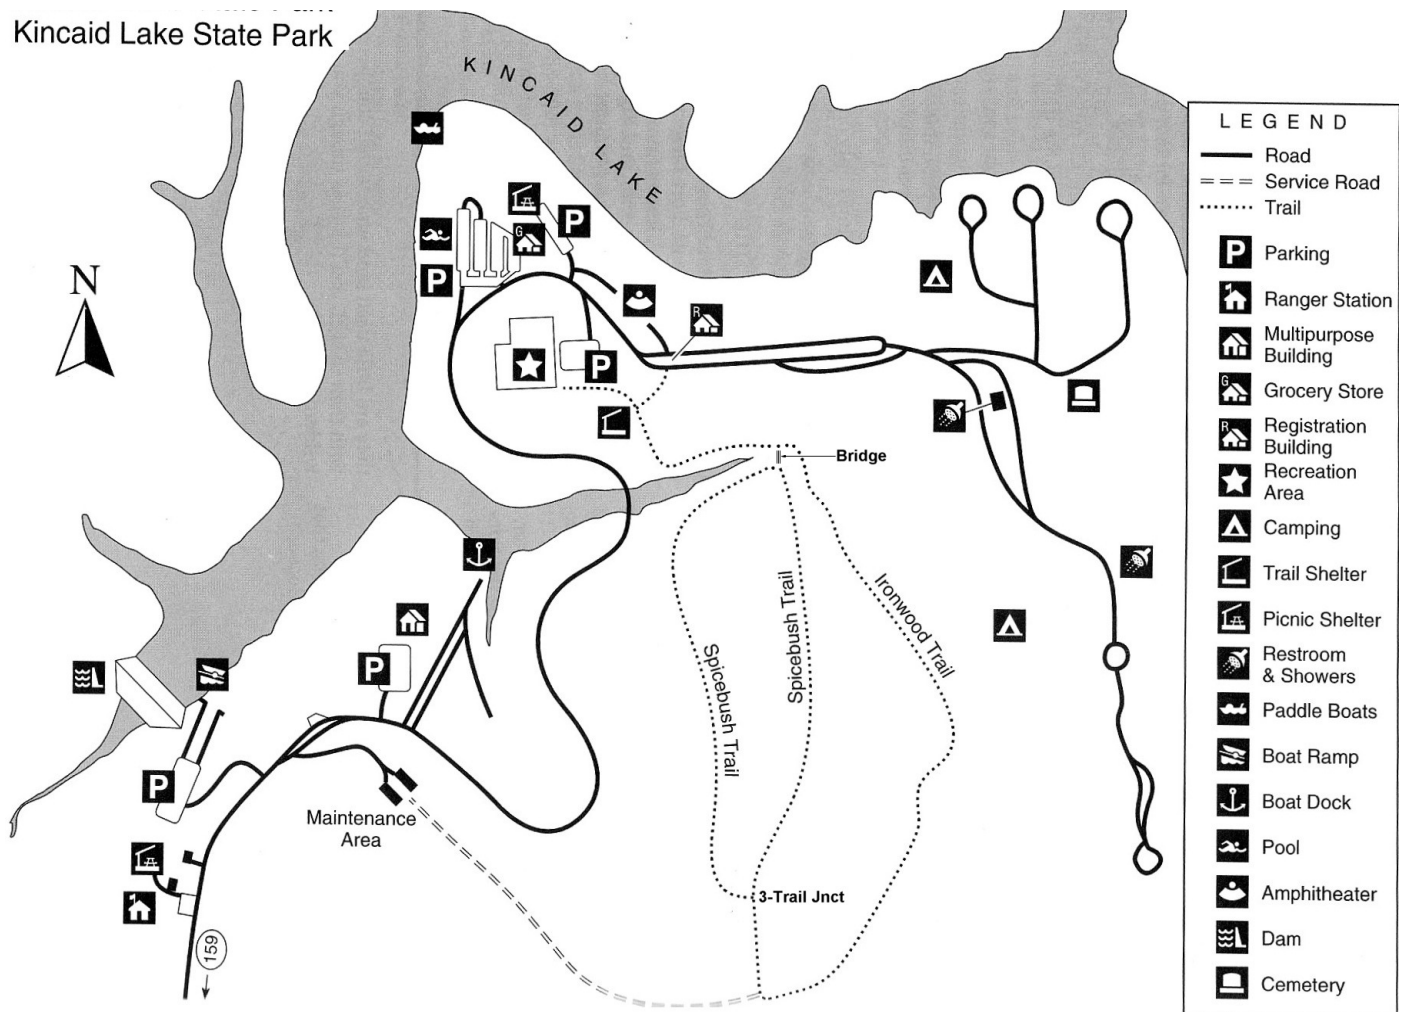 Kincaid Lake State Park
KINCAID LAKE
N
P
G
P
P
R
P
Bridge
Spicebush Trail
Spicebush Trail
Ironwood Trail
P
P
Maintenance
Area
3-Trail Jnct
159
LEGEND
Road
Service Road
Trail
P Parking
Ranger Station
Multipurpose
Building
G Grocery Store
R Registration
Building
Recreation
Area
Camping
Trail Shelter
Picnic Shelter
Restroom
& Showers
Paddle Boats
Boat Ramp
Boat Dock
Pool
Amphitheater
Dam
Cemetery